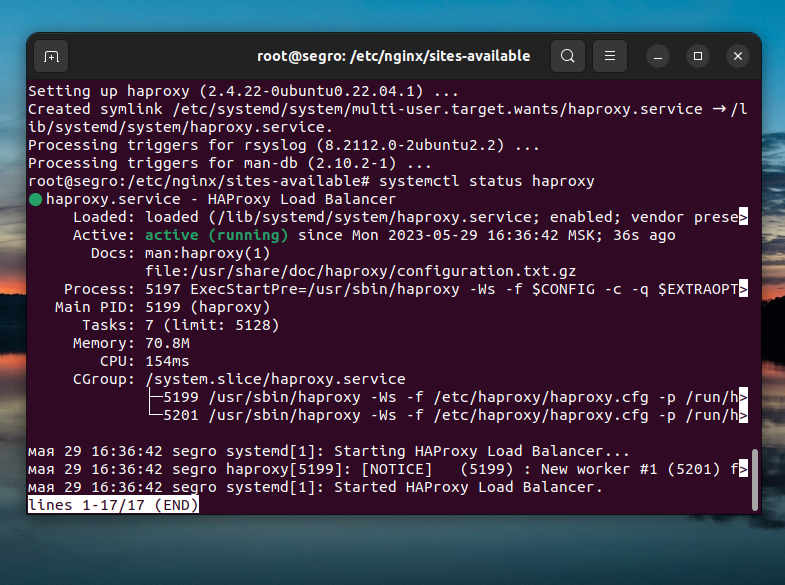 root@segro: /etc/nginx/sites-available
Setting up haproxy (2.4.22-0ubuntu0.22.04.1) ...
Created symlink /etc/systemd/system/multi-user.target.wants/haproxy.service → /l
ib/systemd/system/haproxy.service.
Processing triggers for rsyslog (8.2112.0-2ubuntu2.2) ...
Processing triggers for man-db (2.10.2-1) ...
root@segro:/etc/nginx/sites-available# systemctl status haproxy
● haproxy.service - HAProxy Load Balancer
     Loaded: loaded (/lib/systemd/system/haproxy.service; enabled; vendor prese>
     Active: active (running) since Mon 2023-05-29 16:36:42 MSK; 36s ago
       Docs: man:haproxy(1)
             file:/usr/share/doc/haproxy/configuration.txt.gz
    Process: 5197 ExecStartPre=/usr/sbin/haproxy -Ws -f $CONFIG -c -q $EXTRAOPT>
   Main PID: 5199 (haproxy)
      Tasks: 7 (limit: 5128)
     Memory: 70.8M
        CPU: 154ms
     CGroup: /system.slice/haproxy.service
             ├─5199 /usr/sbin/haproxy -Ws -f /etc/haproxy/haproxy.cfg -p /run/h>
             └─5201 /usr/sbin/haproxy -Ws -f /etc/haproxy/haproxy.cfg -p /run/h>
мая 29 16:36:42 segro systemd[1]: Starting HAProxy Load Balancer...
мая 29 16:36:42 segro haproxy[5199]: [NOTICE]   (5199) : New worker #1 (5201) f>
мая 29 16:36:42 segro systemd[1]: Started HAProxy Load Balancer.
lines 1-17/17 (END)